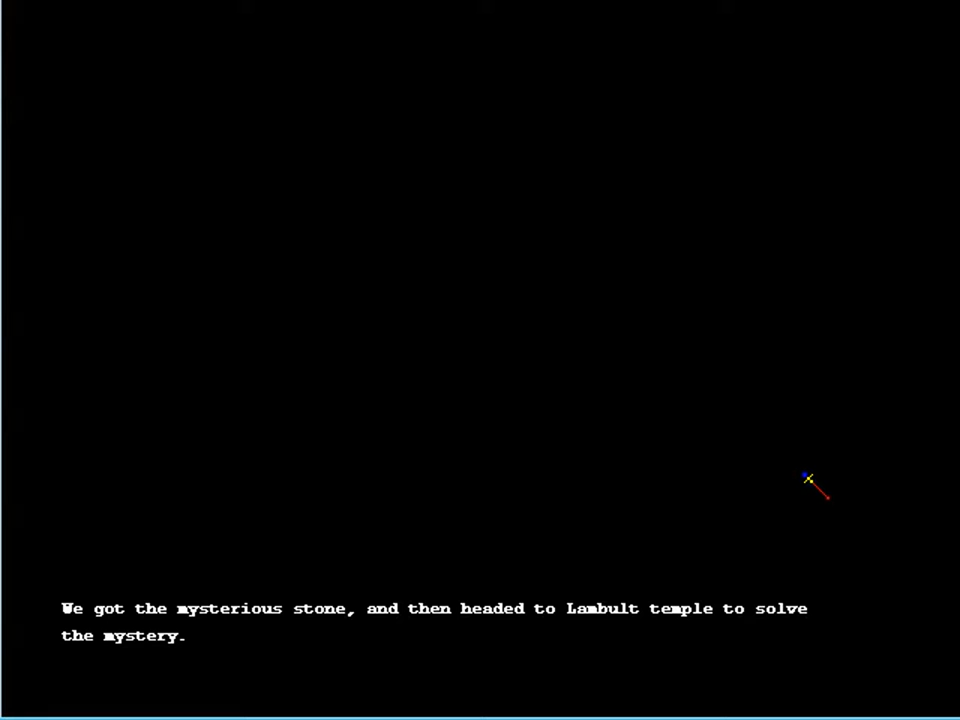 We got the mysterious stone, and then headed to Lambult temple to solve
the mystery.